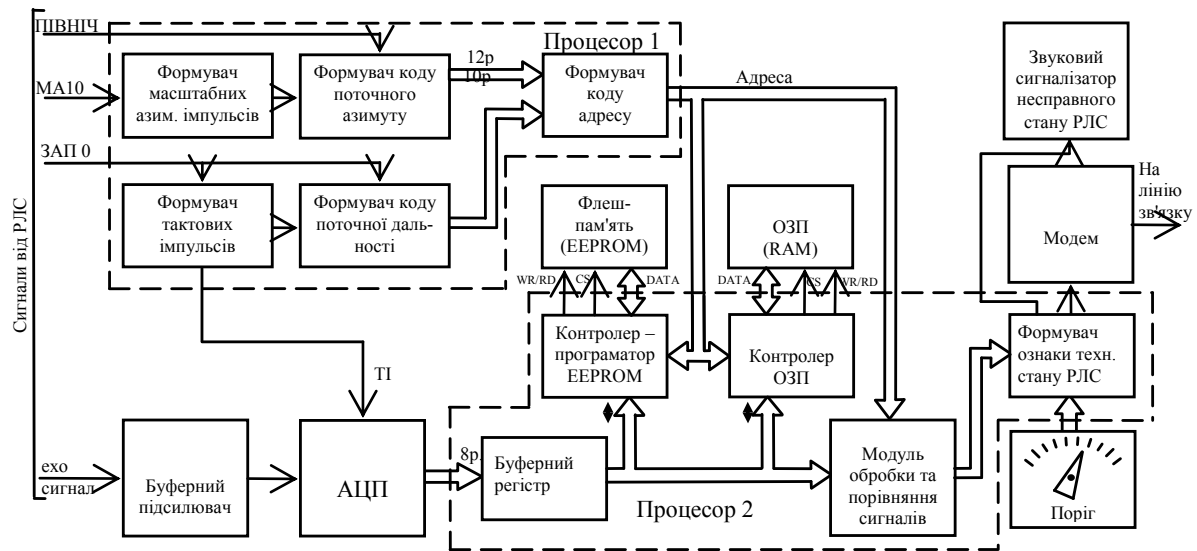 ПІВНІЧ
Процесор 1
МА10
Формувач
масштабних
азим. імпульсів
Формувач коду
поточного
азимуту
12р
10р
Формувач
коду
адресу
Адреса
Звуковий
сигналізатор
несправного
стану РЛС
ЗАП 0
Формувач
тактових
імпульсів
Формувач коду
поточної даль-
ності
Флеш-
пам'ять
(EEPROM)
ОЗП
(RAM)
Модем
На
лінію
зв'язку
Сигнали від РЛС
WR/RD
CS
DATA
DATA
CS
WR/RD
Контролер –
програматор
EEPROM
Контролер
ОЗП
Формувач
ознаки техн.
стану РЛС
ТІ
ехо
сигнал
Буферний
підсилювач
АЦП
8р.
Буферний
регістр
Процесор 2
Модуль
обробки та
порівняння
сигналів
Поріг